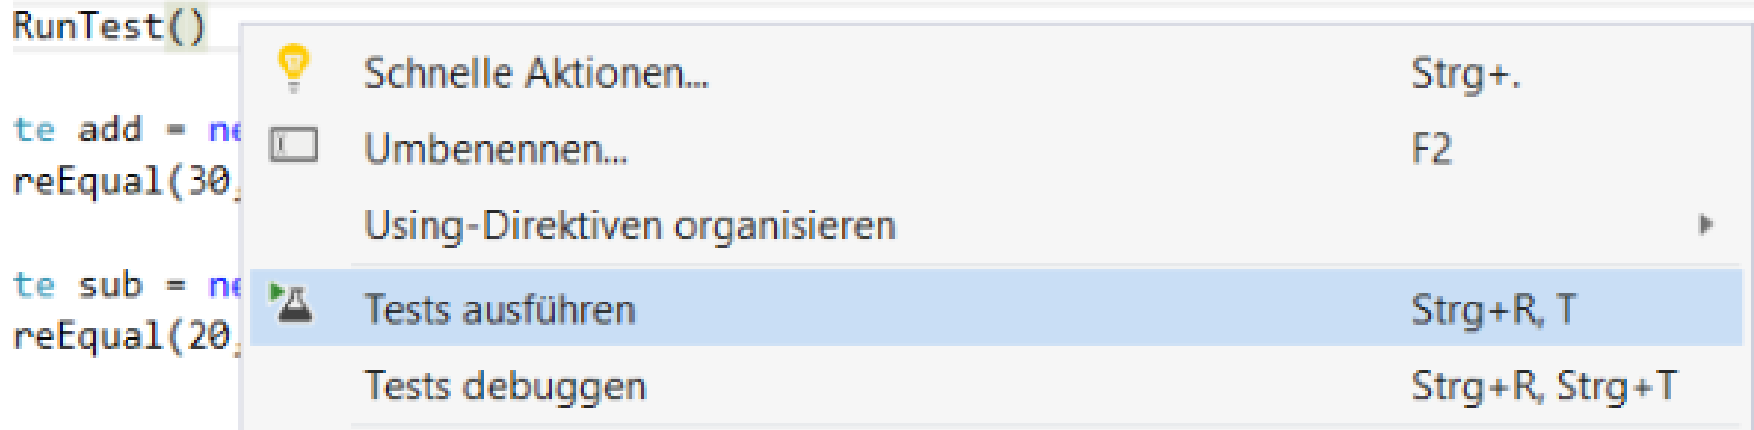 RunTest()
Schnelle Aktionen... Strg+.
te add = ne
Umbenennen... F2
reEqual(30,
Using-Direktiven organisieren
te sub = ne
Tests ausführen Strg+R, T
reEqual(20,
Tests debuggen Strg+R, Strg+T